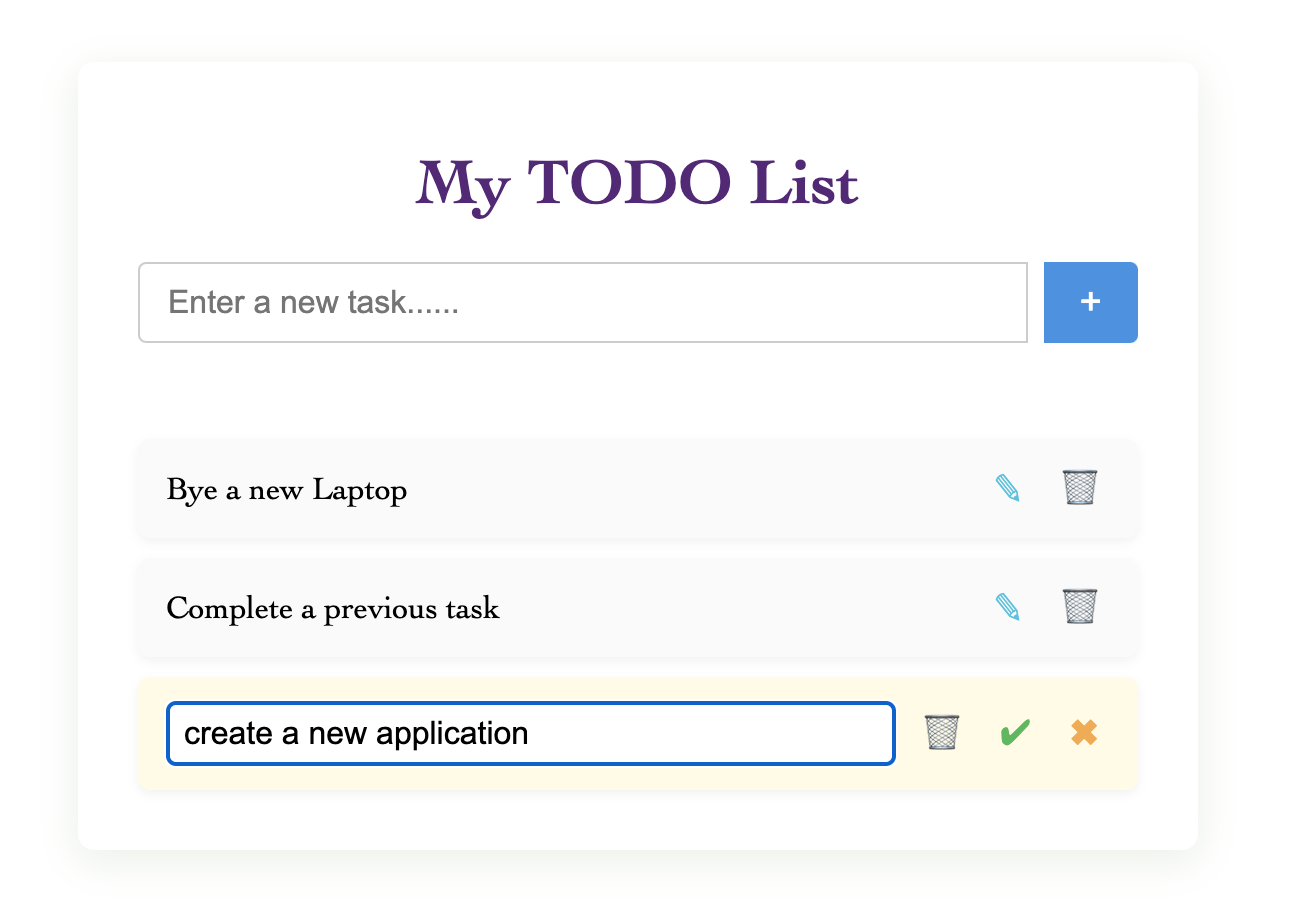 My TODO List
Enter a new task......
+
Bye a new Laptop
Complete a previous task
create a new application